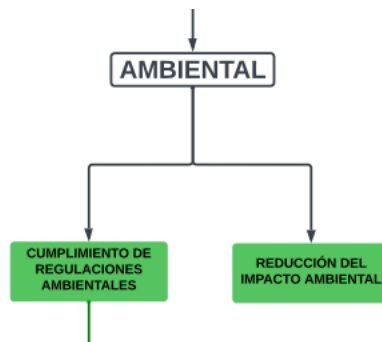 AMBIENTAL
CUMPLIMIENTO DE
REGULACIONES
AMBIENTALES
REDUCCIÓN DEL
IMPACTO AMBIENTAL